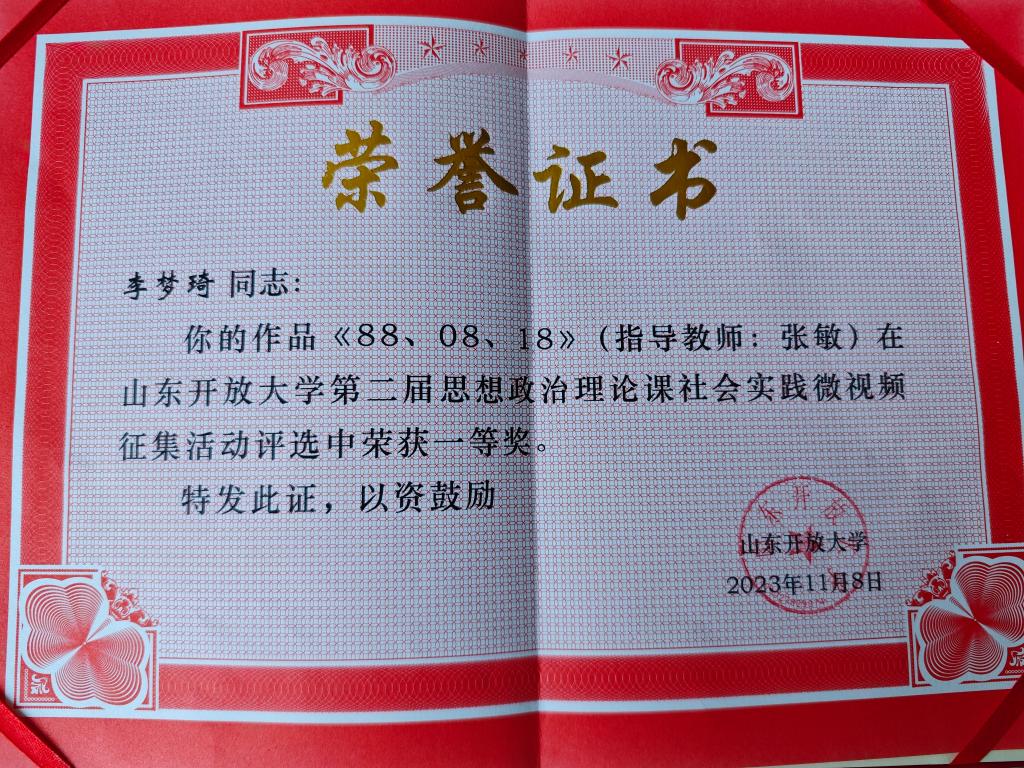 荣誉证书
李梦琦 同志：
你的作品《88、08、18》（指导教师：张敏）在
山东开放大学第二届思想政治理论课社会实践微视频
征集活动评选中荣获一等奖。
特发此证，以资鼓励
山东开放大学
2023年11月8日